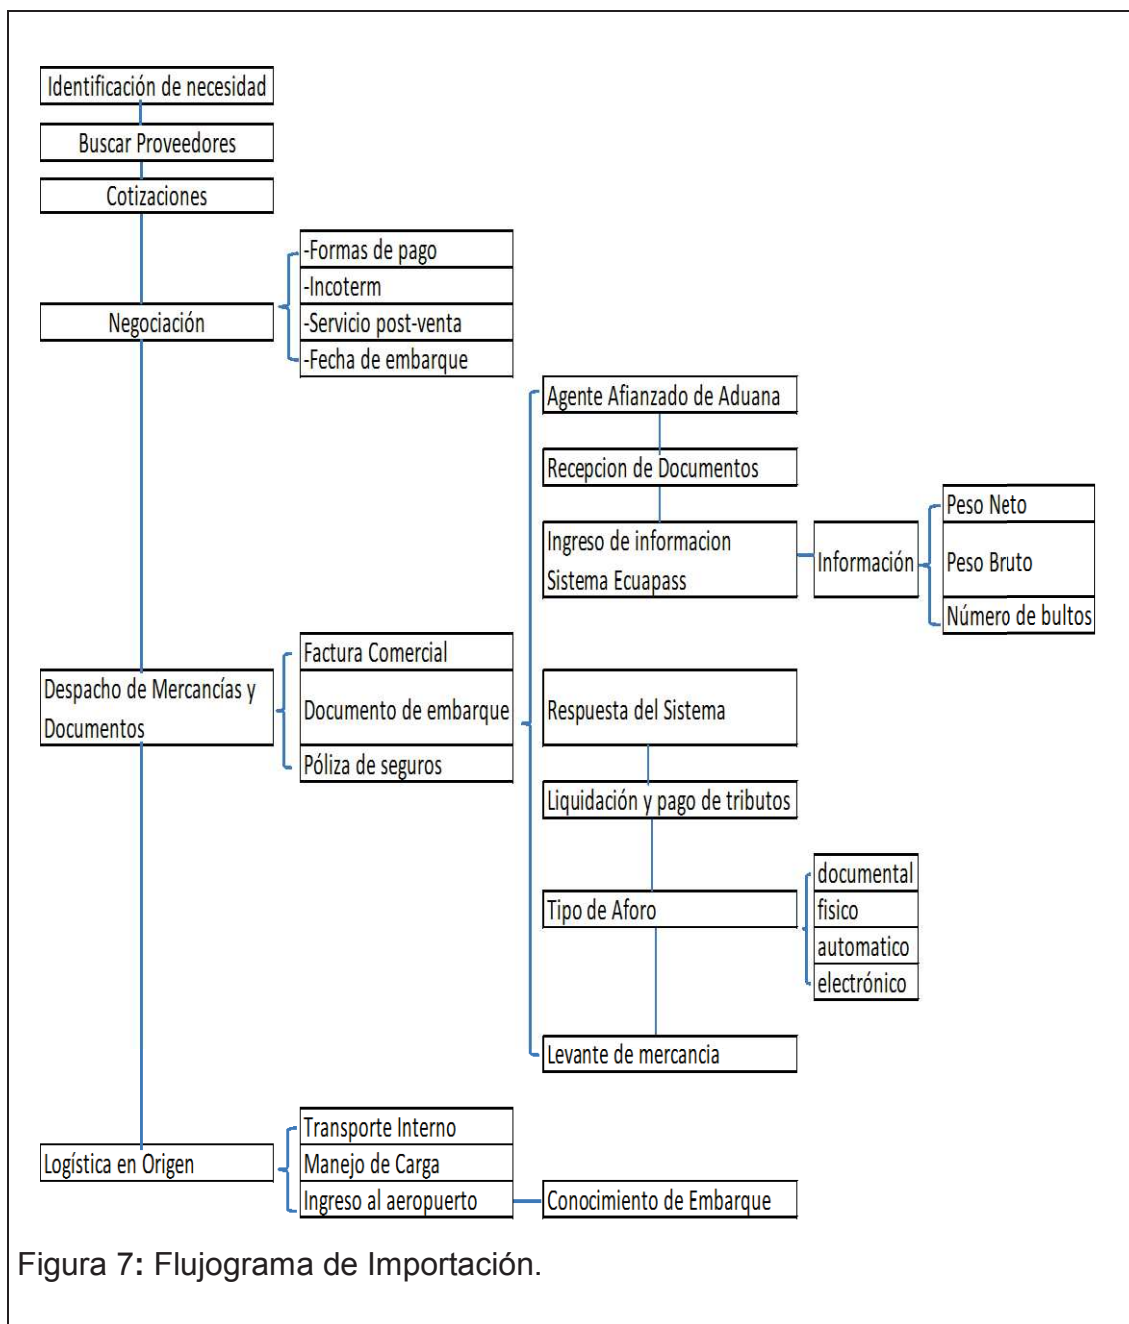 Identificación de necesidad
Buscar Proveedores
Cotizaciones
Negociación
-Formas de pago
-Incoterm
-Servicio post-venta
-Fecha de embarque
Despacho de Mercancías y
Documentos
Factura Comercial
Documento de embarque
Póliza de seguros
Agente Afianzado de Aduana
Recepcion de Documentos
Ingreso de informacion
Sistema Ecuapass
Información
Peso Neto
Peso Bruto
Número de bultos
Respuesta del Sistema
Liquidación y pago de tributos
Tipo de Aforo
documental
fisico
automatico
electrónico
Levante de mercancia
Logística en Origen
Transporte Interno
Manejo de Carga
Ingreso al aeropuerto
Conocimiento de Embarque
Figura 7: Flujograma de Importación.